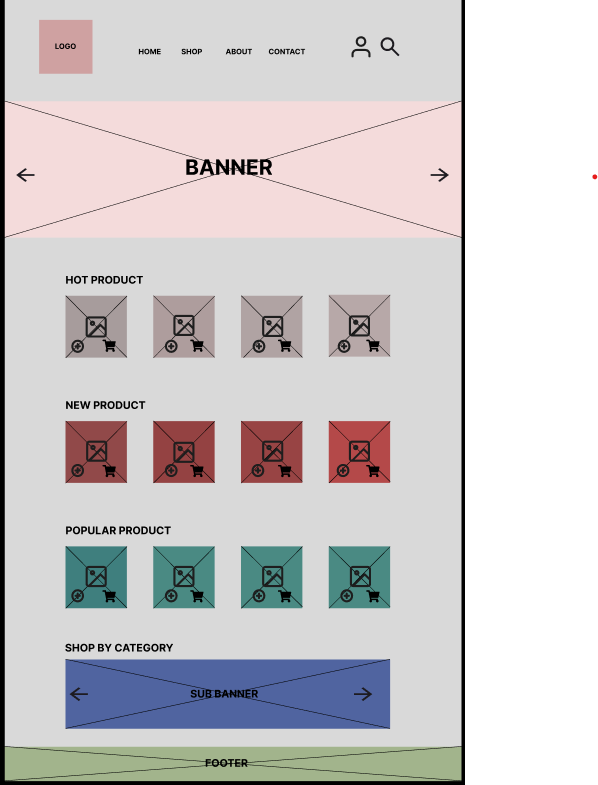 LOGO
HOME SHOP ABOUT CONTACT
BANNER
HOT PRODUCT
NEW PRODUCT
POPULAR PRODUCT
SHOP BY CATEGORY
SUB BANNER
FOOTER